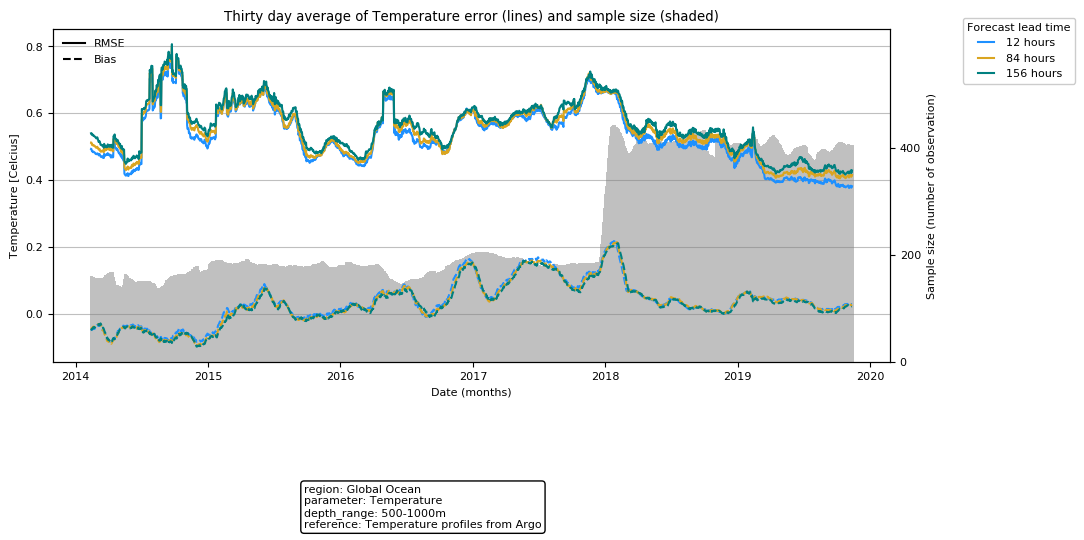 Thirty day average of Temperature error (lines) and sample size (shaded)
Forecast lead time
12 hours
84 hours
156 hours
RMSE
Bias
0.8
0.6
0.4
0.2
0.0
Temperature [Celcius]
400
200
0
Sample size (number of observation)
2014 2015 2016 2017 2018 2019 2020
Date (months)
region: Global Ocean
parameter: Temperature
depth_range: 500-1000m
reference: Temperature profiles from Argo